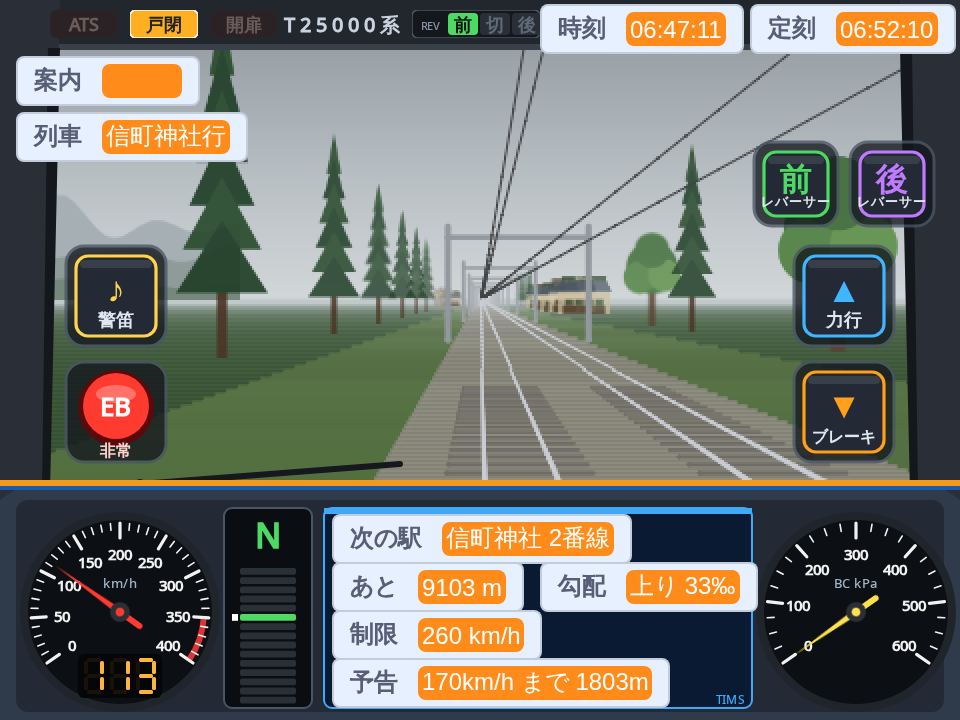 ATS 戸閉 開扉 T25000系 REV 前 切 後
時刻 06:47:11 定刻 06:52:10
案内
列車 信町神社行
前 レバーサー
後 レバーサー
♪ 警笛
▲ 力行
EB 非常
▼ ブレーキ
0 50 100 150 200 250 300 350 400
km/h
113
N
次の駅 信町神社 2番線
あと 9103 m 勾配 上り 33‰
制限 260 km/h
予告 170km/h まで 1803m
TIMS
0 100 200 300 400 500 600
BC kPa